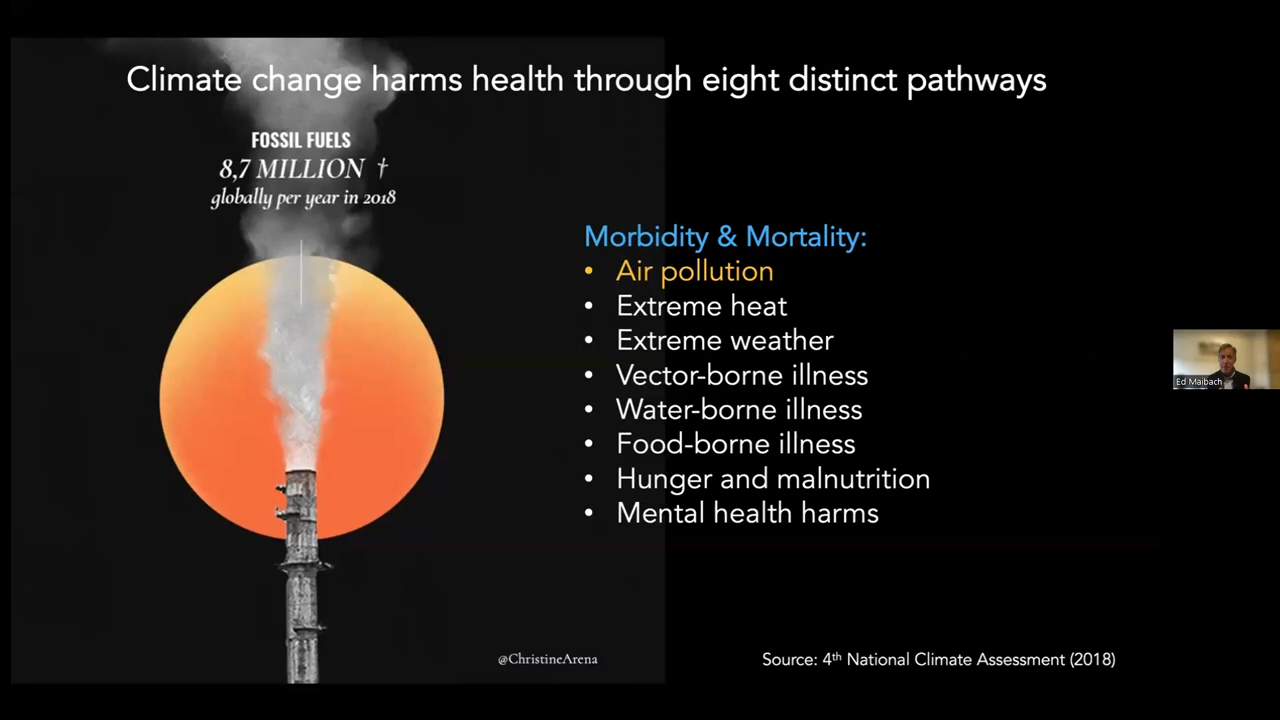 Climate change harms health through eight distinct pathways
FOSSIL FUELS
8,7 MILLION †
globally per year in 2018
Morbidity & Mortality:
• Air pollution
• Extreme heat
• Extreme weather
• Vector-borne illness
• Water-borne illness
• Food-borne illness
• Hunger and malnutrition
• Mental health harms
Ed Maibach
@ChristineArena
Source: 4th National Climate Assessment (2018)